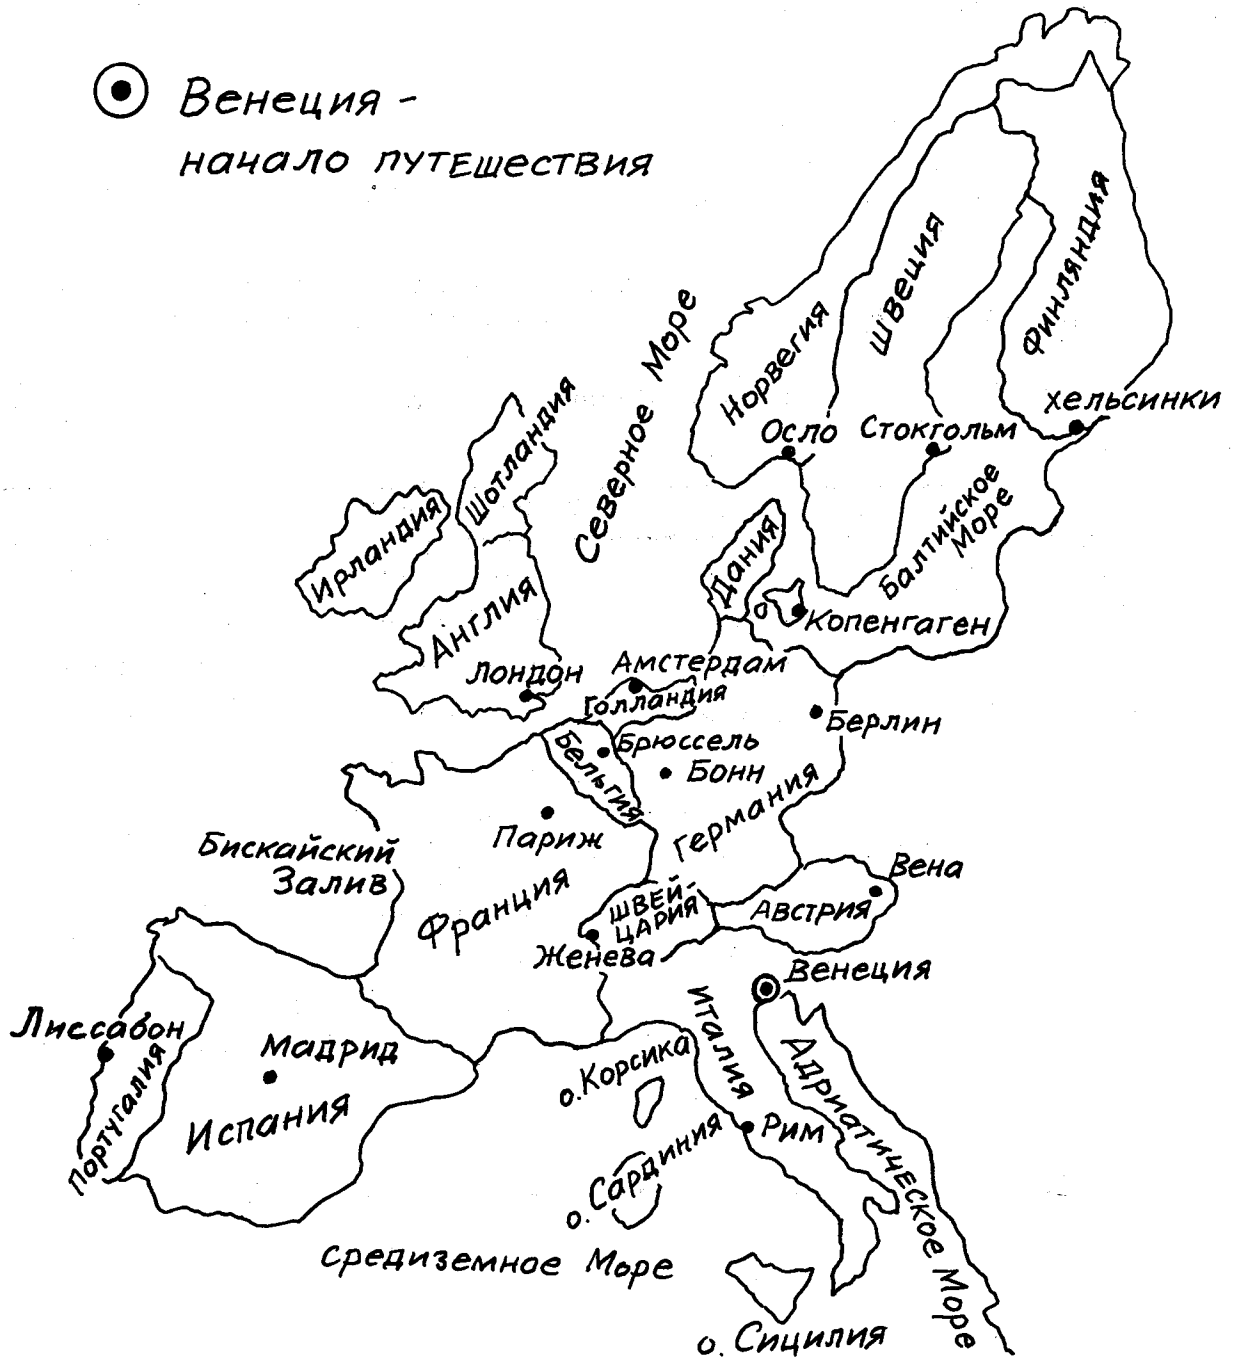 Венеция -
начало путешествия
Норвегия
Швеция
Финляндия
Северное Море
Хельсинки
Осло
Стокгольм
Шотландия
Ирландия
Балтийское
Море
Дания
Англия
Копенгаген
Лондон
Амстердам
Голландия
Берлин
Брюссель
Бельгия
Бонн
Германия
Париж
Бискайский
Залив
Франция
Вена
Швей-
цария
Австрия
Женева
Венеция
Италия
Лиссабон
Мадрид
Португалия
Испания
о. Корсика
Адриатическое Море
Рим
о. Сардиния
Средиземное Море
о. Сицилия